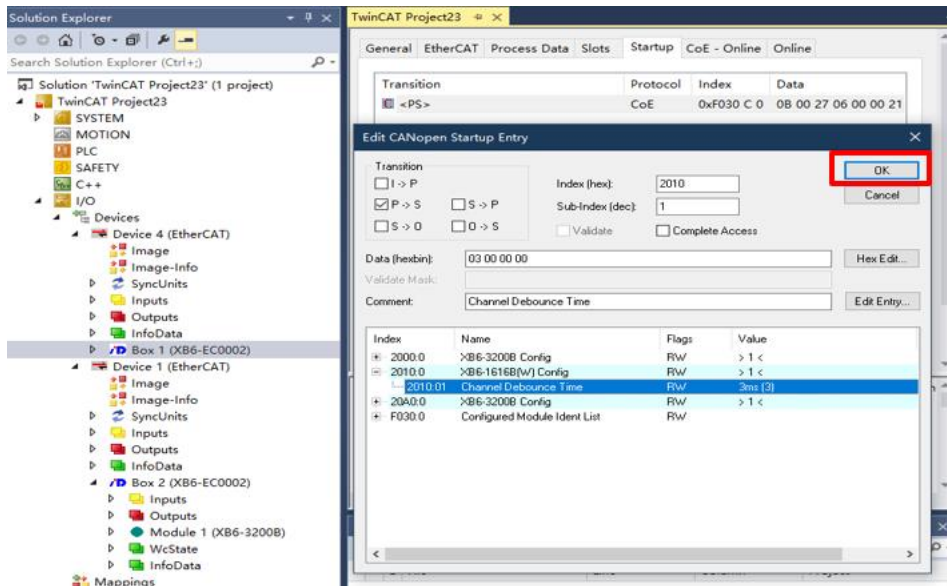 Solution Explorer
Search Solution Explorer (Ctrl+;)
Solution 'TwinCAT Project23' (1 project)
TwinCAT Project23
SYSTEM
MOTION
PLC
SAFETY
C++
I/O
Devices
Device 4 (EtherCAT)
Image
Image-Info
SyncUnits
Inputs
Outputs
InfoData
Box 1 (XB6-EC0002)
Device 1 (EtherCAT)
Image
Image-Info
SyncUnits
Inputs
Outputs
InfoData
Box 2 (XB6-EC0002)
Inputs
Outputs
Module 1 (XB6-3200B)
WcState
InfoData
Mappings
TwinCAT Project23
General EtherCAT Process Data Slots Startup CoE - Online Online
Transition Protocol Index Data
<PS> CoE 0xF030 C 0 0B 00 27 06 00 00 21
Edit CANopen Startup Entry
Transition
I -> P
P -> S S -> P
S -> O O -> S
Index (hex): 2010
Sub-Index (dec): 1
Validate Complete Access
OK
Cancel
Data (hexbin): 03 00 00 00 Hex Edit...
Validate Mask:
Comment: Channel Debounce Time Edit Entry...
Index Name Flags Value
2000:0 XB6-3200B Config RW > 1 <
2010:0 XB6-1616B(W) Config RW > 1 <
2010:01 Channel Debounce Time RW 3ms (3)
20A0:0 XB6-3200B Config RW > 1 <
F030:0 Configured Module Ident List RW